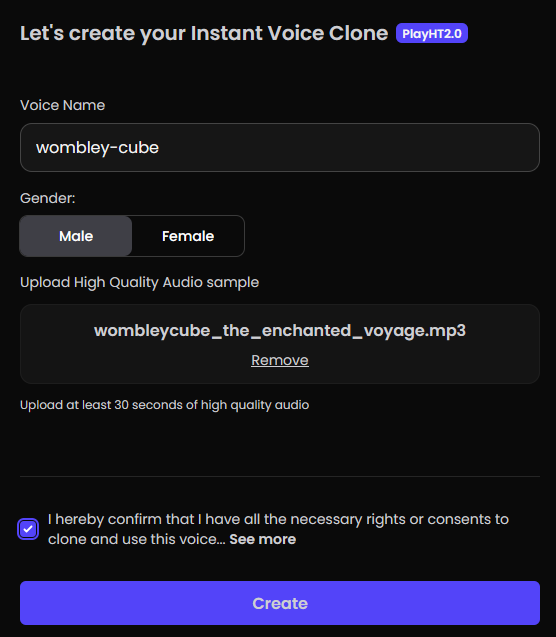 Let's create your Instant Voice Clone PlayHT2.0
Voice Name
wombley-cube
Gender:
Male Female
Upload High Quality Audio sample
wombleycube_the_enchanted_voyage.mp3
Remove
Upload at least 30 seconds of high quality audio
I hereby confirm that I have all the necessary rights or consents to
clone and use this voice... See more
Create